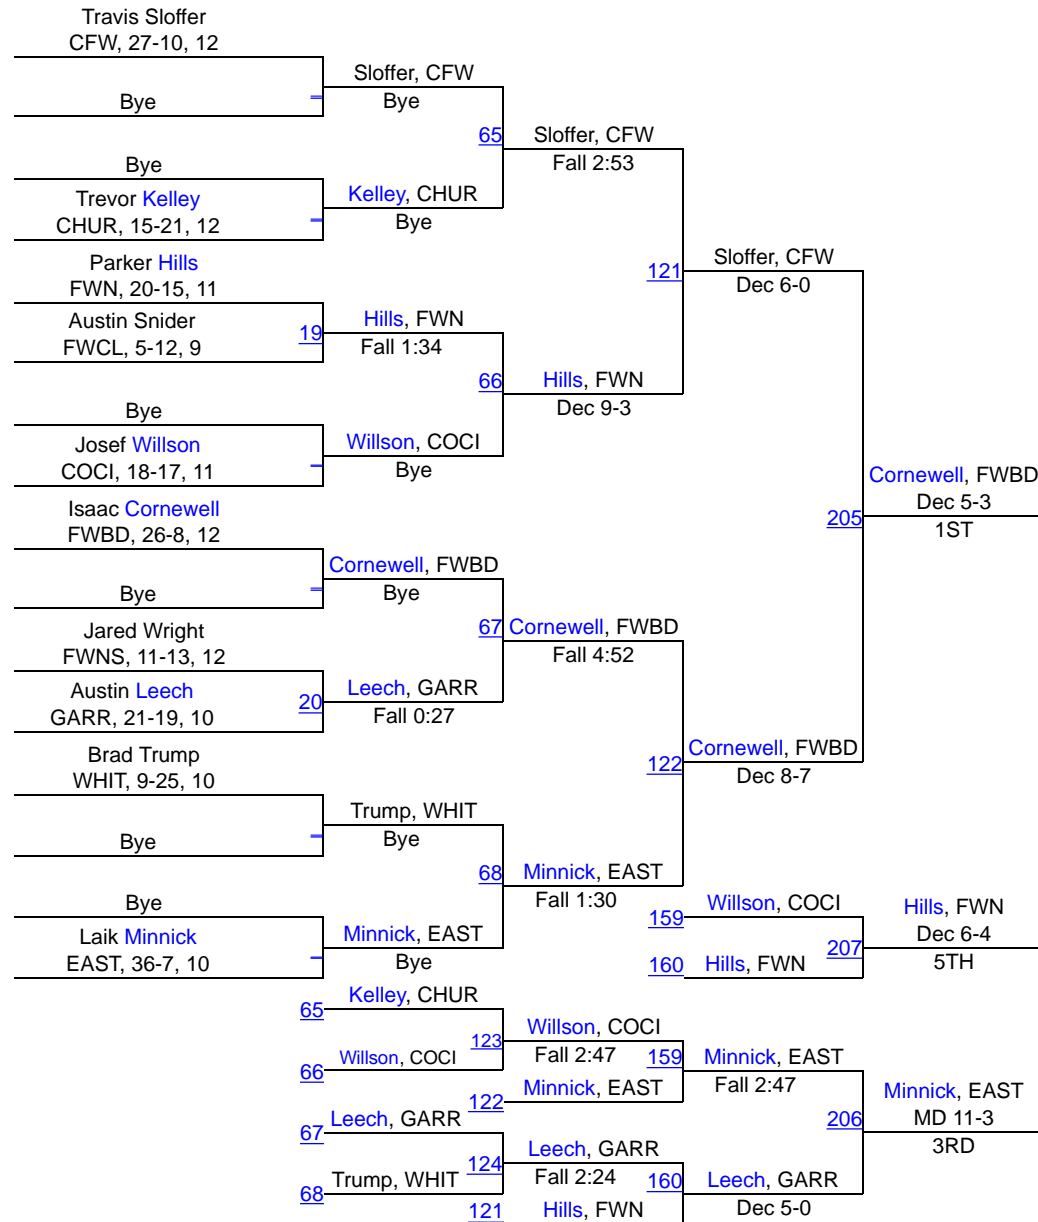 Travis Sloffer
CFW, 27-10, 12
Sloffer, CFW
Bye
Bye
65
Sloffer, CFW
Fall 2:53
Bye
Trevor Kelley
CHUR, 15-21, 12
Kelley, CHUR
Bye
121
Sloffer, CFW
Dec 6-0
Parker Hills
FWN, 20-15, 11
Austin Snider
FWCL, 5-12, 9
19
Hills, FWN
Fall 1:34
66
Hills, FWN
Dec 9-3
Bye
Josef Willson
COCI, 18-17, 11
Willson, COCI
Bye
205
Cornewell, FWBD
Dec 5-3
1ST
Isaac Cornewell
FWBD, 26-8, 12
Cornewell, FWBD
Bye
Bye
67
Cornewell, FWBD
Fall 4:52
Jared Wright
FWNS, 11-13, 12
Austin Leech
GARR, 21-19, 10
20
Leech, GARR
Fall 0:27
122
Cornewell, FWBD
Dec 8-7
Brad Trump
WHIT, 9-25, 10
Trump, WHIT
Bye
Bye
68
Minnick, EAST
Fall 1:30
Bye
Laik Minnick
EAST, 36-7, 10
Minnick, EAST
Bye
159
Willson, COCI
160
Hills, FWN
207
Hills, FWN
Dec 6-4
5TH
65
Kelley, CHUR
66
Willson, COCI
123
Willson, COCI
Fall 2:47
122
Minnick, EAST
159
Minnick, EAST
Fall 2:47
67
Leech, GARR
68
Trump, WHIT
124
Leech, GARR
Fall 2:24
121
Hills, FWN
160
Leech, GARR
Dec 5-0
206
Minnick, EAST
MD 11-3
3RD